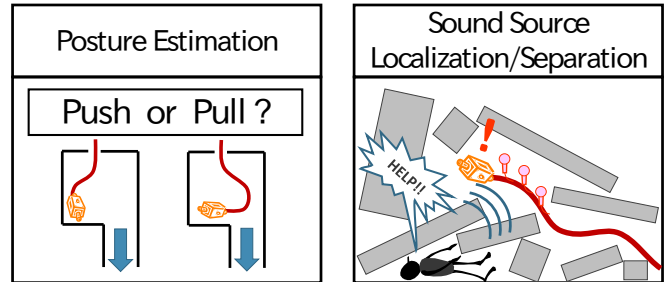 Posture Estimation
Push or Pull ?
Sound Source
Localization/Separation
!
HELP!!